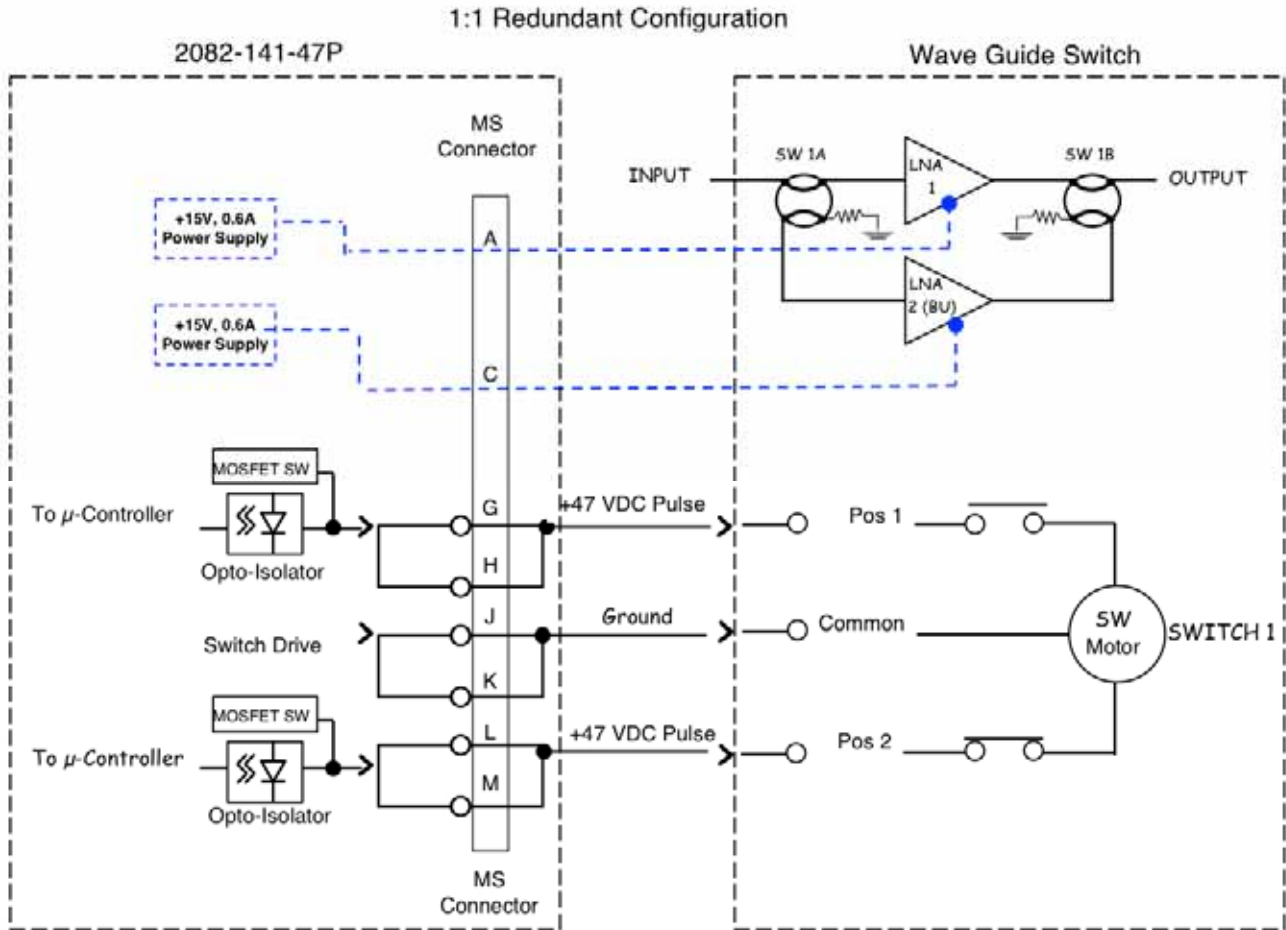 1:1 Redundant Configuration
2082-141-47P
Wave Guide Switch
MS
Connector
SW 1A
LNA
1
SW 1B
INPUT
OUTPUT
+15V, 0.6A
Power Supply
A
LNA
2 (BU)
+15V, 0.6A
Power Supply
C
MOSFET SW
To µ-Controller
Opto-Isolator
G
+47 VDC Pulse
Pos 1
H
J
Ground
Common
Switch Drive
SW
Motor
SWITCH 1
K
MOSFET SW
L
+47 VDC Pulse
Pos 2
To µ-Controller
M
Opto-Isolator
MS
Connector